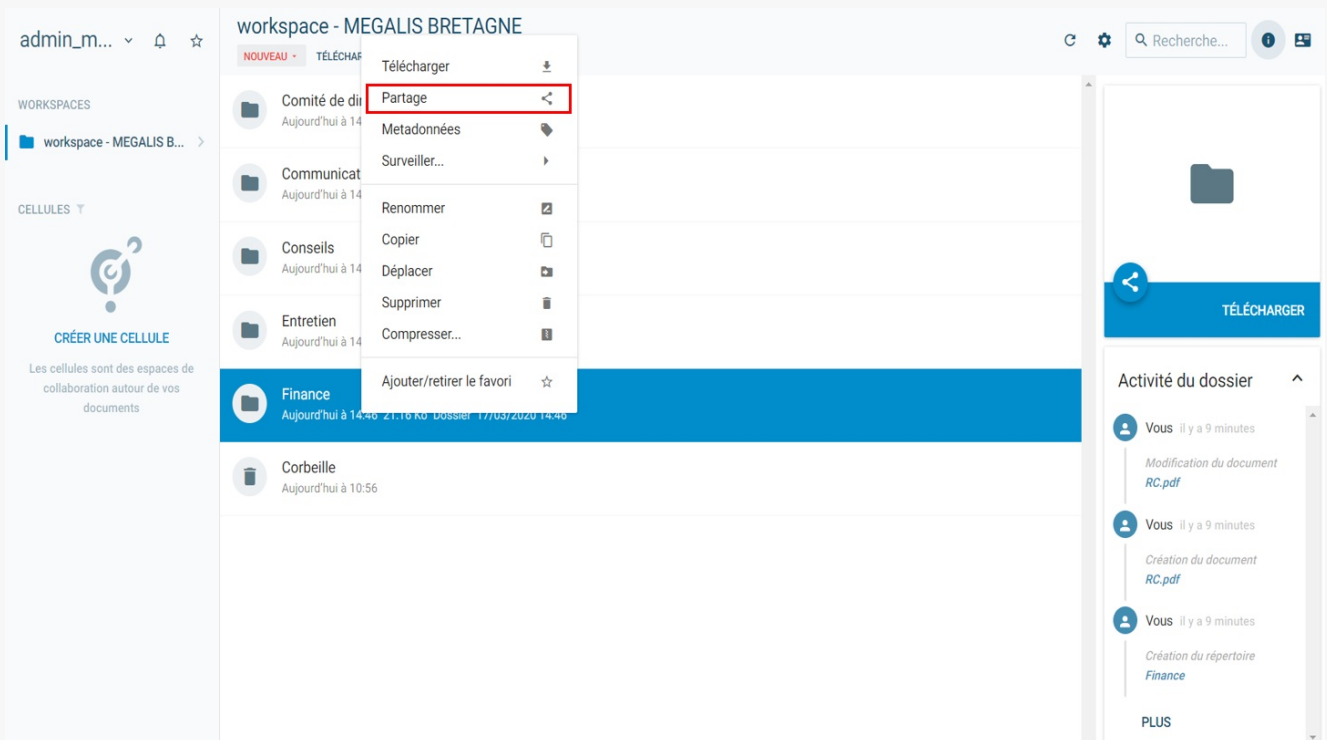 admin_m...
workspace - MEGALIS BRETAGNE
NOUVEAU
TÉLÉCHAR
Recherche...
WORKSPACES
workspace - MEGALIS B...
CELLULES
CRÉER UNE CELLULE
Les cellules sont des espaces de
collaboration autour de vos
documents
Comité de di
Aujourd'hui à 14
Communicat
Aujourd'hui à 14
Conseils
Aujourd'hui à 14
Entretien
Aujourd'hui à 14
Finance
Aujourd'hui à 14:46 21.16 Ko Dossier 17/03/2020 14:46
Corbeille
Aujourd'hui à 10:56
Télécharger
Partage
Metadonnées
Surveiller...
Renommer
Copier
Déplacer
Supprimer
Compresser...
Ajouter/retirer le favori
TÉLÉCHARGER
Activité du dossier
Vous il y a 9 minutes
Modification du document
RC.pdf
Vous il y a 9 minutes
Création du document
RC.pdf
Vous il y a 9 minutes
Création du répertoire
Finance
PLUS